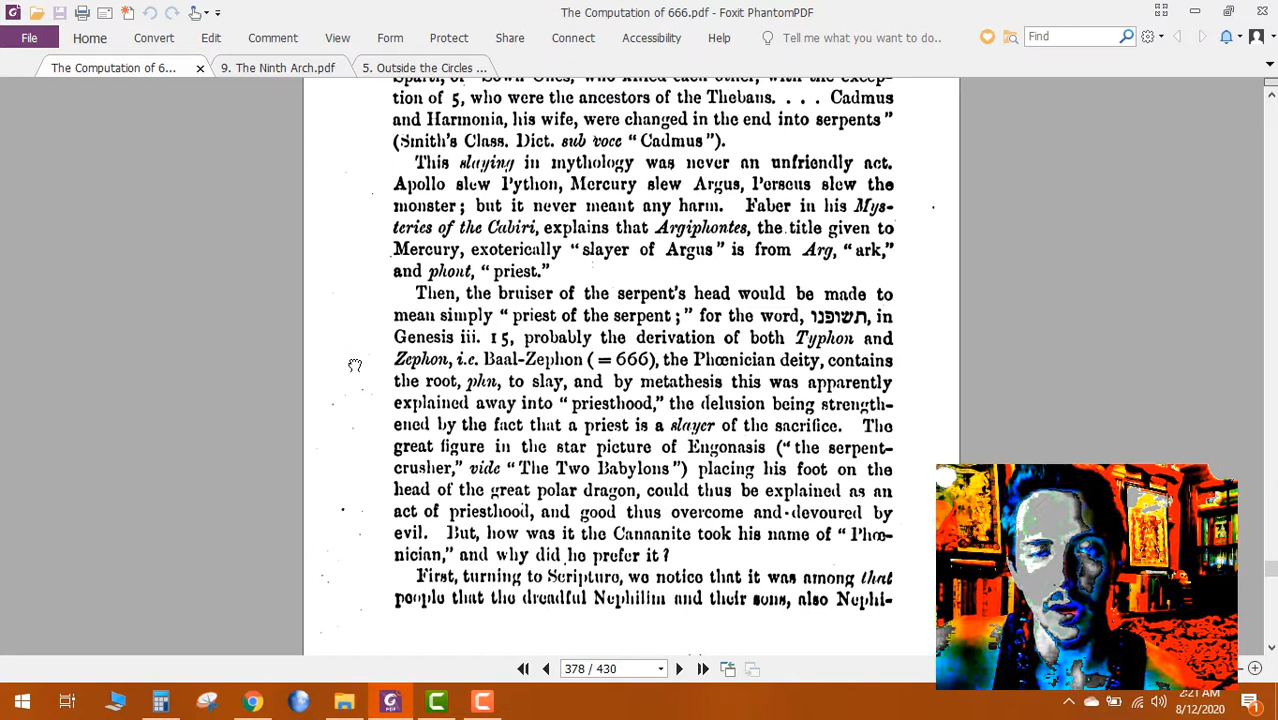 The Computation of 666.pdf - Foxit PhantomPDF
File Home Convert Edit Comment View Form Protect Share Connect Accessibility Help Tell me what you want to do.. Find
The Computation of 6... 9. The Ninth Arch.pdf 5. Outside the Circles ...
Sparti, or "Sown Ones, who killed each other, with the excep-
tion of 5, who were the ancestors of the Thebans. . . . Cadmus
and Harmonia, his wife, were changed in the end into serpents"
(Smith's Class. Dict. sub voce "Cadmus").
This slaying in mythology was never an unfriendly act.
Apollo slew Python, Mercury slew Argus, Perseus slew the
monster; but it never meant any harm. Faber in his Mys-
teries of the Cabiri, explains that Argiphontes, the title given to
Mercury, exoterically "slayer of Argus" is from Arg, "ark,"
and phont, "priest."
Then, the bruiser of the serpent's head would be made to
mean simply "priest of the serpent;" for the word, תשופנו, in
Genesis iii. 15, probably the derivation of both Typhon and
Zephon, i.e. Baal-Zephon (=666), the Phœnician deity, contains
the root, phn, to slay, and by metathesis this was apparently
explained away into "priesthood," the delusion being strength-
ened by the fact that a priest is a slayer of the sacrifice. The
great figure in the star picture of Engonasis ("the serpent-
crusher," vide "The Two Babylons") placing his foot on the
head of the great polar dragon, could thus be explained as an
act of priesthood, and good thus overcome and devoured by
evil. But, how was it the Canaanite took his name of "Phœ-
nician," and why did he prefer it?
First, turning to Scripture, we notice that it was among that
people that the dreadful Nephilim and their sons, also Nephi-
378 / 430
2:21 AM
8/12/2020